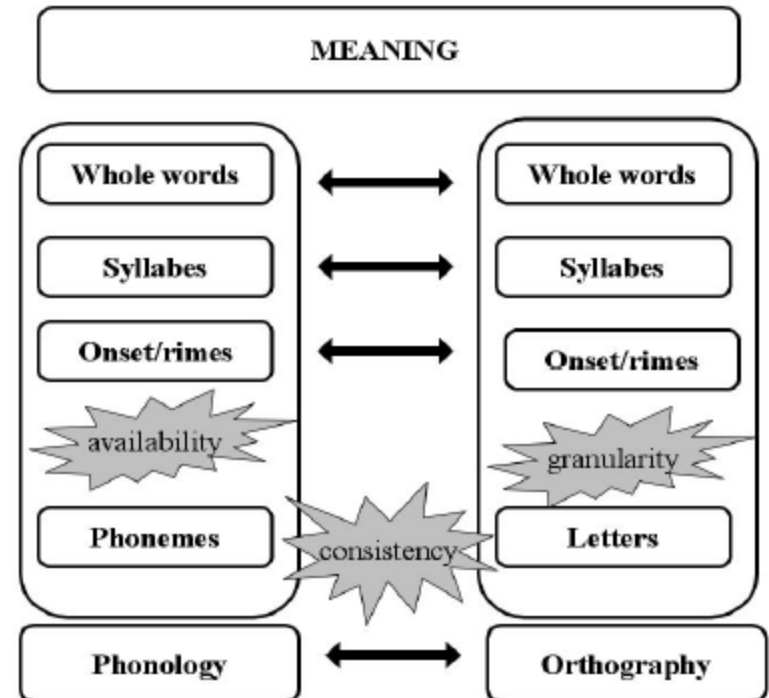 MEANING
Whole words
Whole words
Syllabes
Syllabes
Onset/rimes
Onset/rimes
availability
granularity
Phonemes
consistency
Letters
Phonology
Orthography